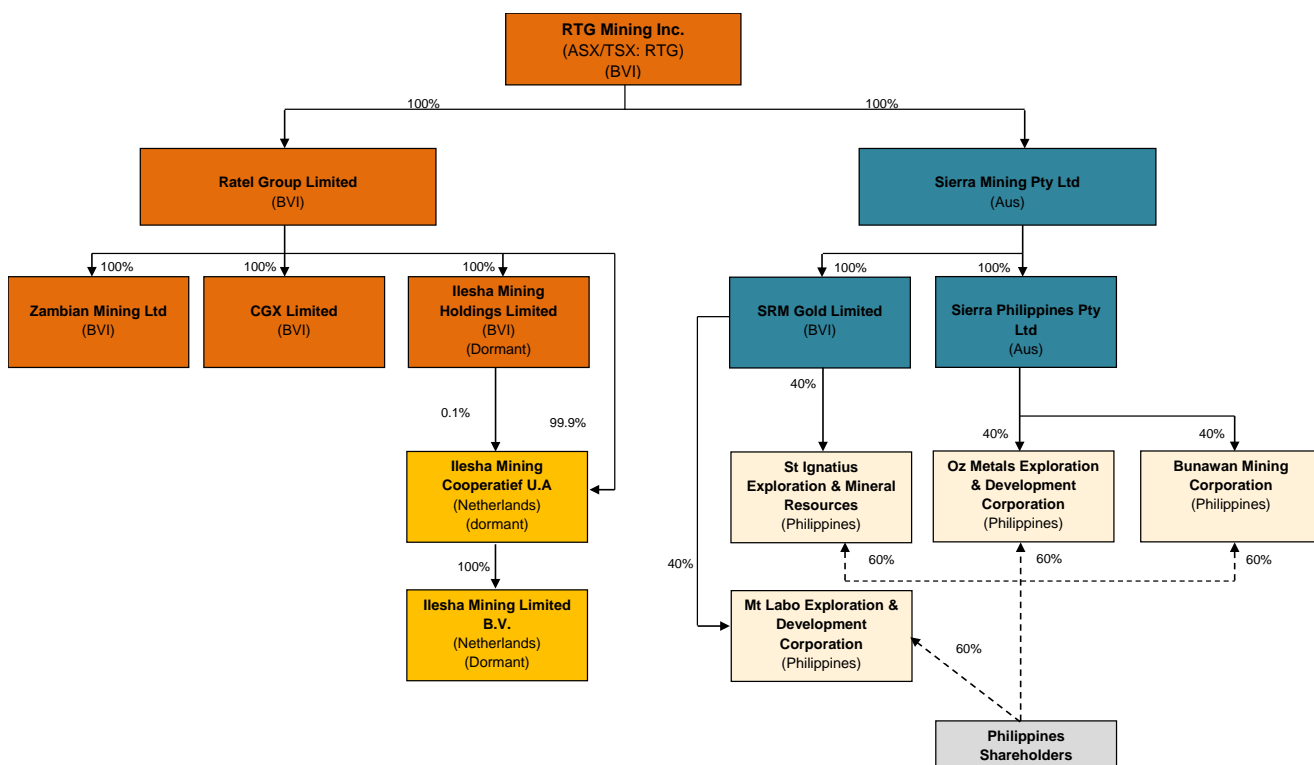 RTG Mining Inc.
(ASX/TSX: RTG)
(BVI)
100%
100%
Ratel Group Limited
(BVI)
Sierra Mining Pty Ltd
(Aus)
100%
100%
100%
100%
100%
Zambian Mining Ltd
(BVI)
CGX Limited
(BVI)
Ilesha Mining
Holdings Limited
(BVI)
(Dormant)
SRM Gold Limited
(BVI)
Sierra Philippines Pty
Ltd
(Aus)
40%
0.1%
99.9%
40%
40%
Ilesha Mining
Cooperatief U.A
(Netherlands)
(dormant)
St Ignatius
Exploration & Mineral
Resources
(Philippines)
Oz Metals Exploration
& Development
Corporation
(Philippines)
Bunawan Mining
Corporation
(Philippines)
100%
40%
60%
60%
60%
Ilesha Mining Limited
B.V.
(Netherlands)
(Dormant)
Mt Labo Exploration &
Development
Corporation
(Philippines)
60%
Philippines
Shareholders